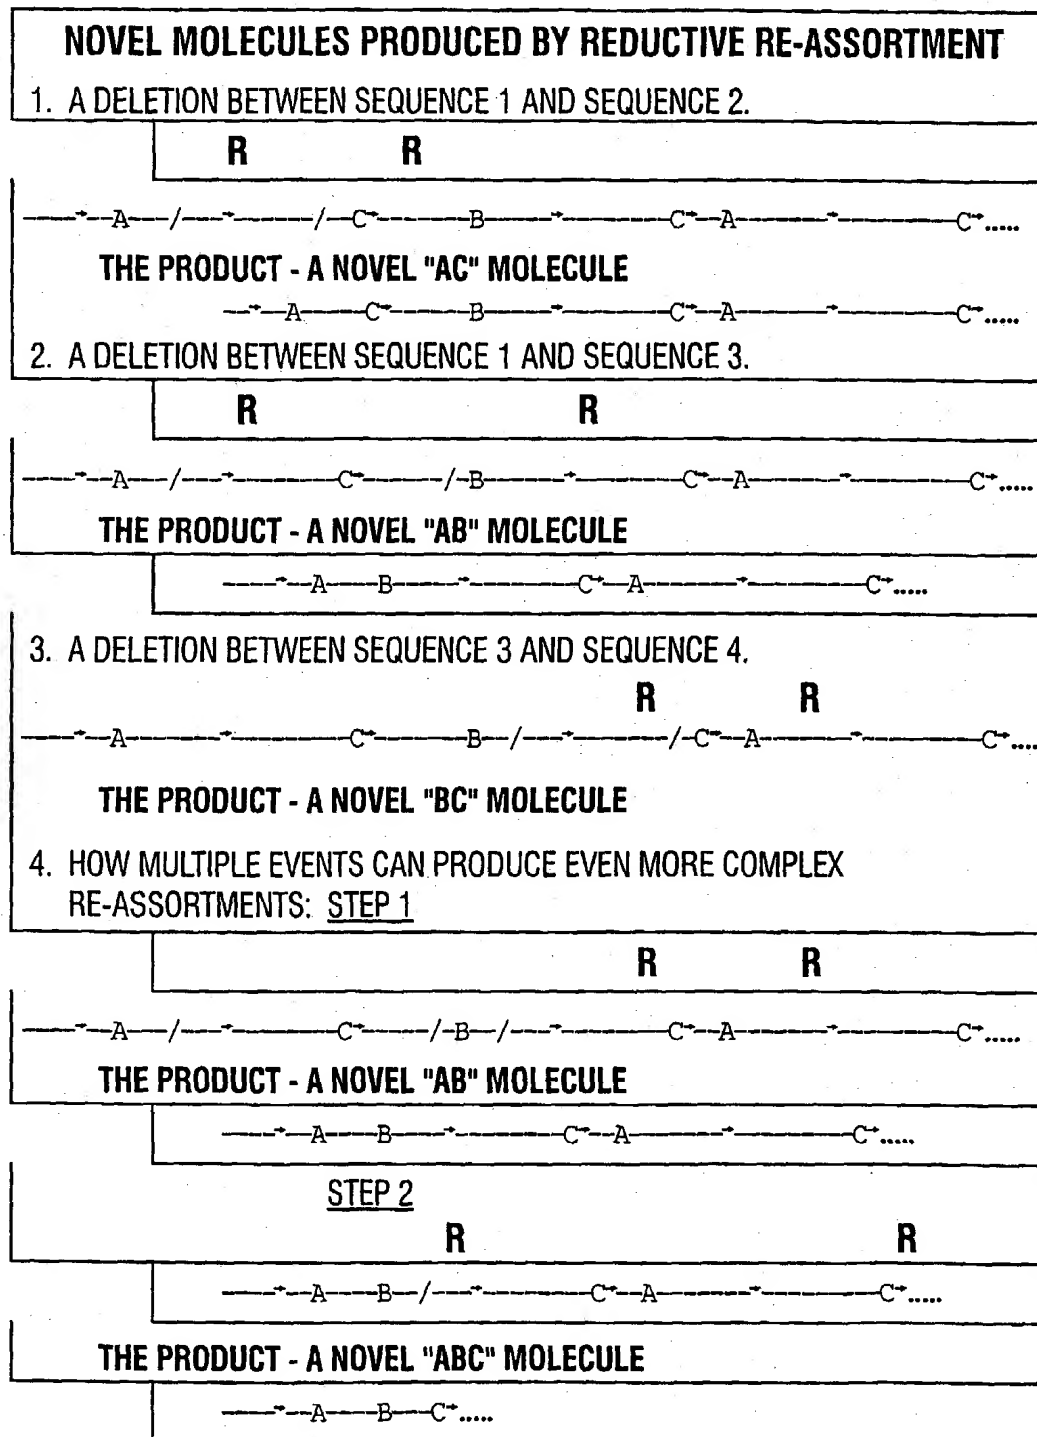 NOVEL MOLECULES PRODUCED BY REDUCTIVE RE-ASSORTMENT
1. A DELETION BETWEEN SEQUENCE 1 AND SEQUENCE 2.
R R
A / / C B C A C.....
THE PRODUCT - A NOVEL "AC" MOLECULE
A C B C A C.....
2. A DELETION BETWEEN SEQUENCE 1 AND SEQUENCE 3.
R R
A / C / B C A C.....
THE PRODUCT - A NOVEL "AB" MOLECULE
A B C A C.....
3. A DELETION BETWEEN SEQUENCE 3 AND SEQUENCE 4.
R R
A C B / / C A C....
THE PRODUCT - A NOVEL "BC" MOLECULE
4. HOW MULTIPLE EVENTS CAN PRODUCE EVEN MORE COMPLEX
RE-ASSORTMENTS: STEP 1
R R
A / C / B / C A C.....
THE PRODUCT - A NOVEL "AB" MOLECULE
A B C A C.....
STEP 2
R R
A B / C A C.....
THE PRODUCT - A NOVEL "ABC" MOLECULE
A B C.....